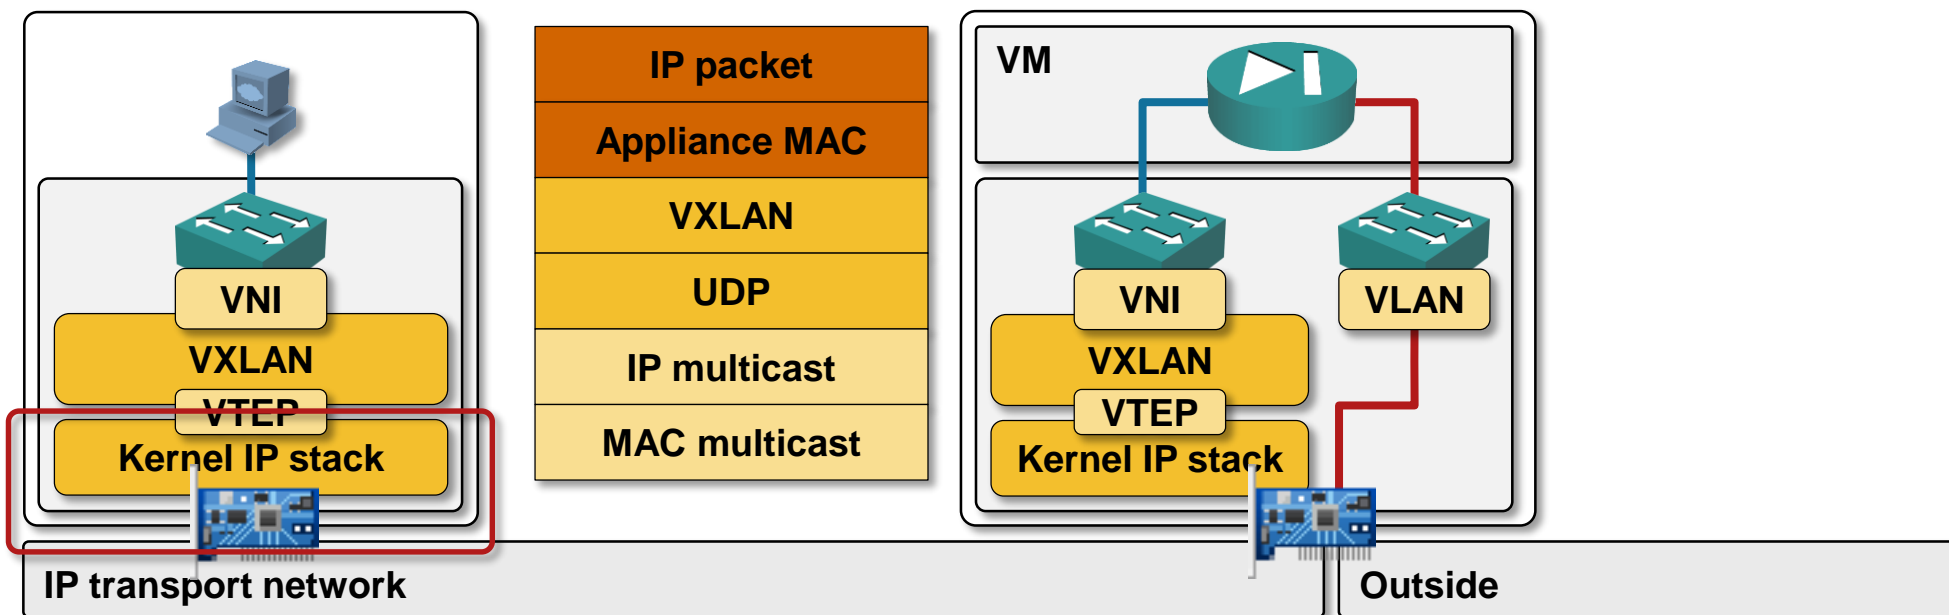 VNI
VXLAN
VTEP
Kernel IP stack
IP packet
Appliance MAC
VXLAN
UDP
IP multicast
MAC multicast
VM
VNI
VLAN
VXLAN
VTEP
Kernel IP stack
IP transport network
Outside